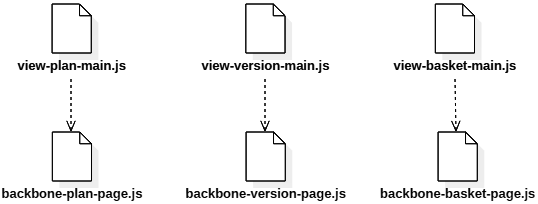 view-plan-main.js
view-version-main.js
view-basket-main.js
backbone-plan-page.js
backbone-version-page.js
backbone-basket-page.js